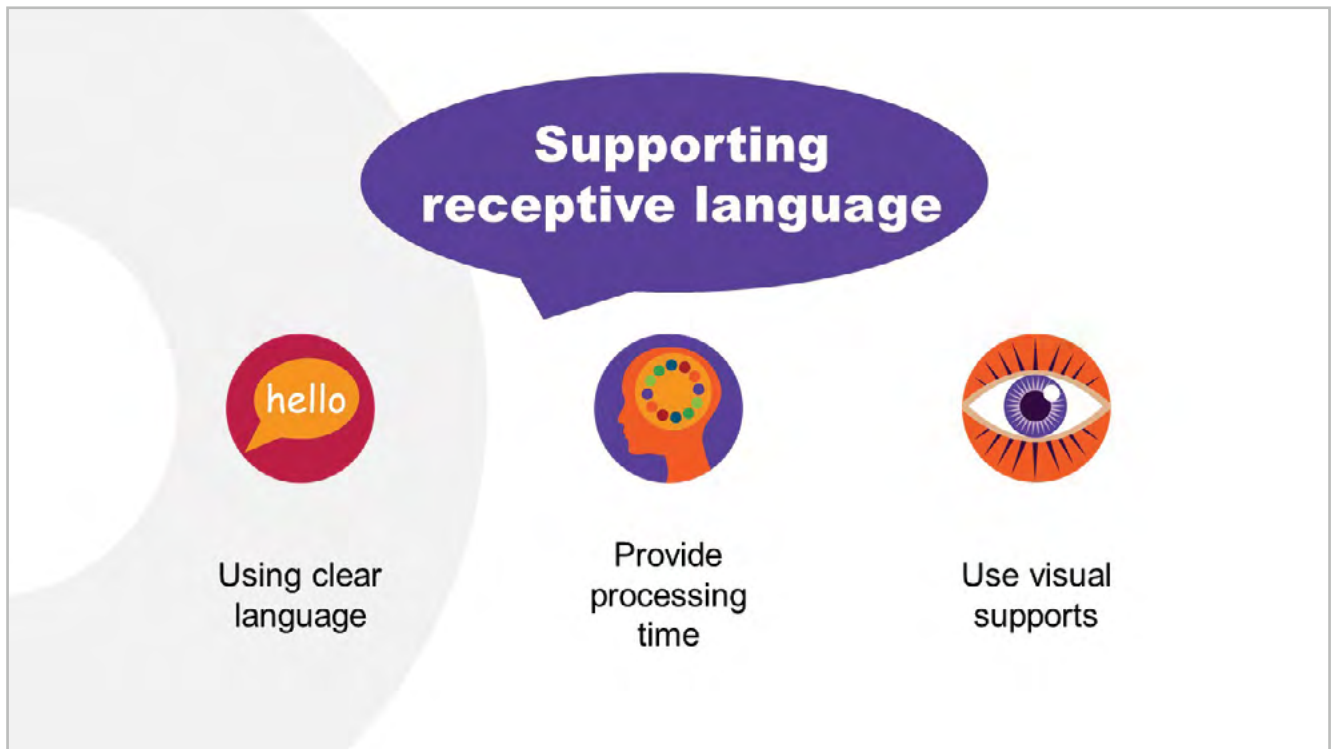 Supporting
receptive language
hello
Using clear
language
Provide
processing
time
Use visual
supports